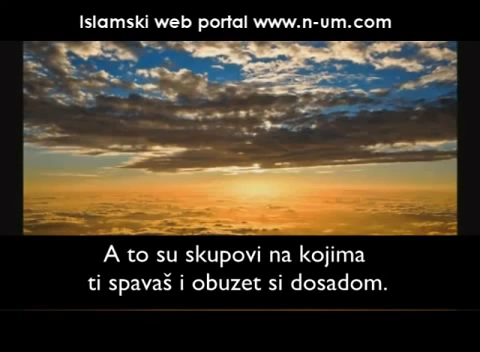 Islamski web portal www.n-um.com
A to su skupovi na kojima
ti spavaš i obuzet si dosadom.